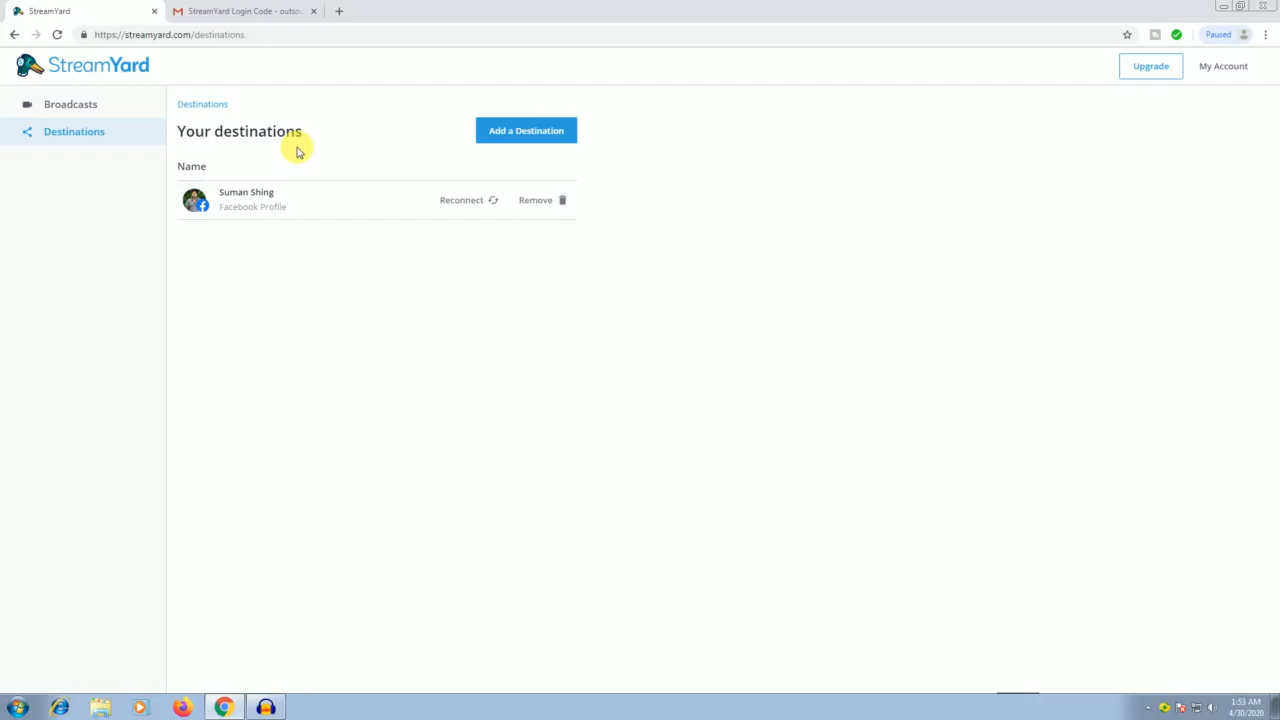 StreamYard
StreamYard Login Code - outsou
https://streamyard.com/destinations
Paused
StreamYard
Upgrade
My Account
Broadcasts
Destinations
Destinations
Your destinations
Add a Destination
Name
Suman Shing
Facebook Profile
Reconnect
Remove
1:53 AM
4/30/2020